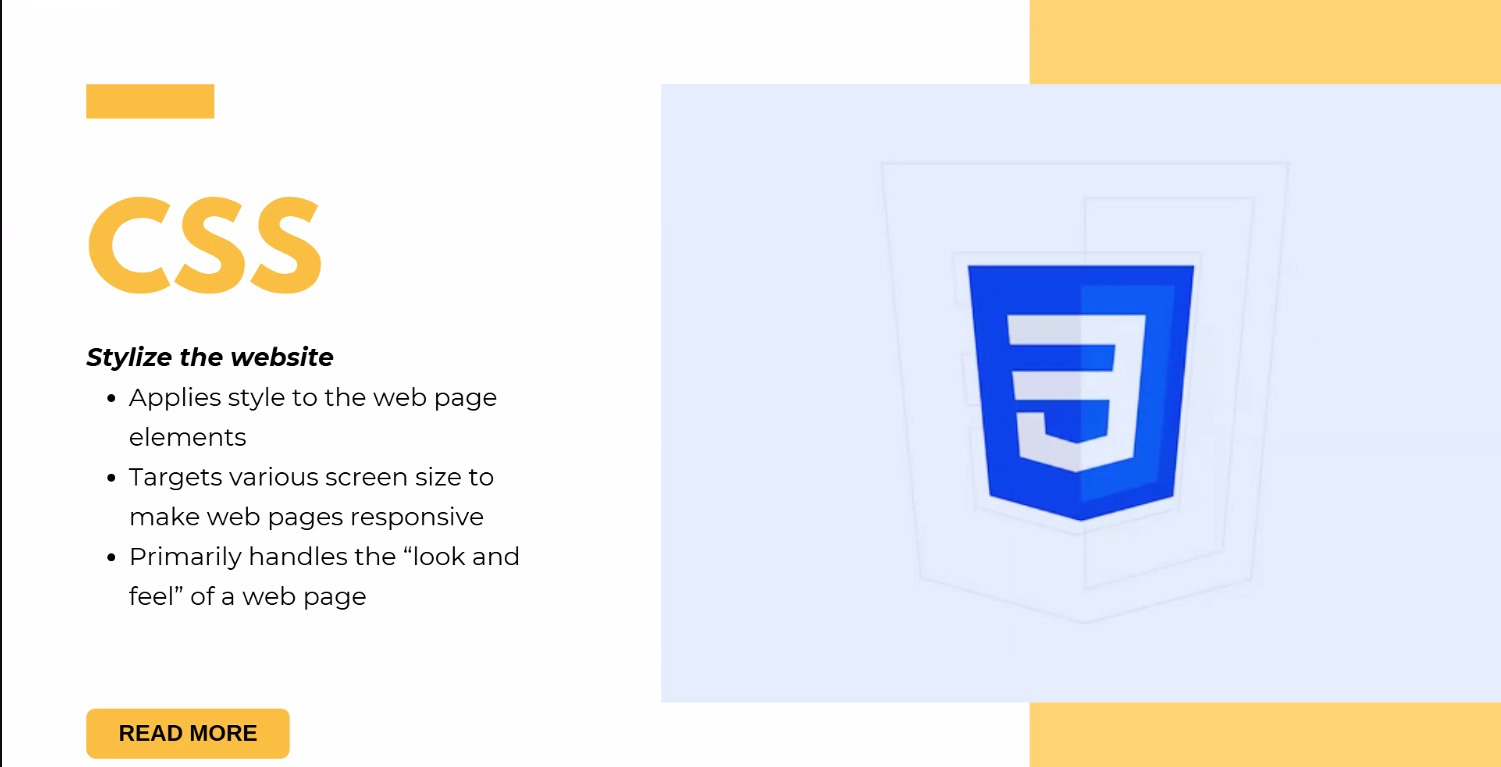 CSS
Stylize the website
• Applies style to the web page
elements
• Targets various screen size to
make web pages responsive
• Primarily handles the “look and
feel” of a web page
READ MORE